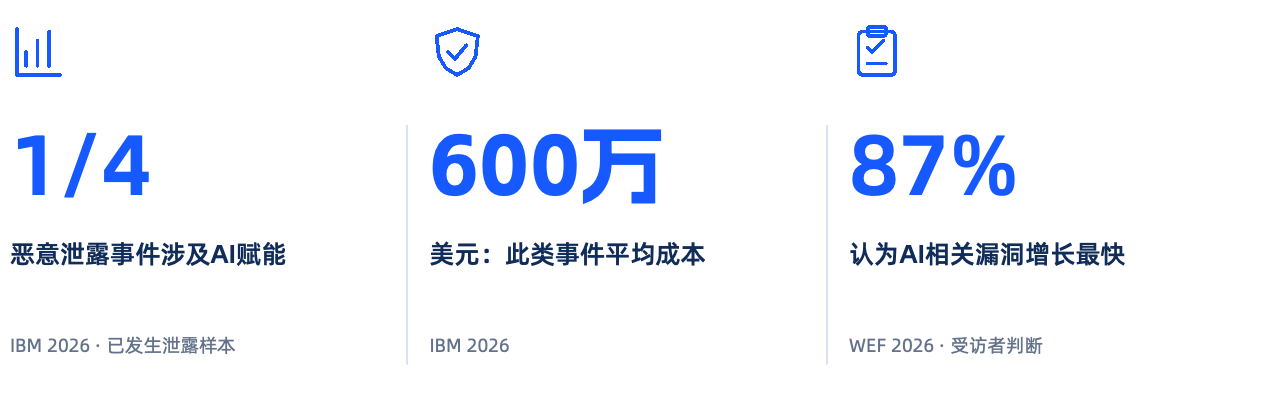 1/4
恶意泄露事件涉及AI赋能
IBM 2026 · 已发生泄露样本
600万
美元：此类事件平均成本
IBM 2026
87%
认为AI相关漏洞增长最快
WEF 2026 · 受访者判断